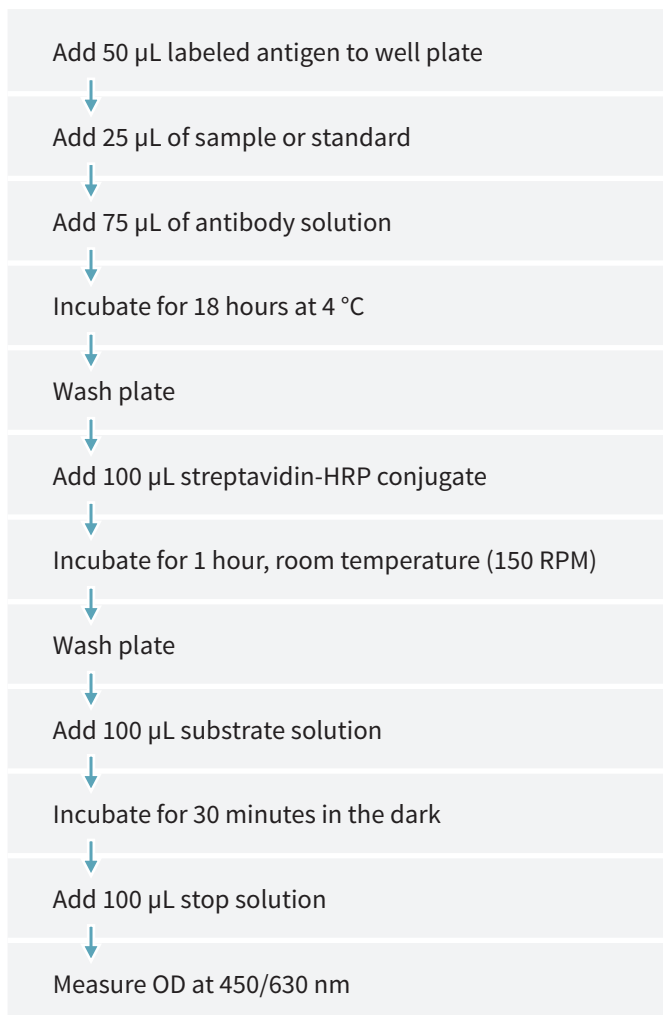 Add 50 µL labeled antigen to well plate
Add 25 µL of sample or standard
Add 75 µL of antibody solution
Incubate for 18 hours at 4 °C
Wash plate
Add 100 µL streptavidin-HRP conjugate
Incubate for 1 hour, room temperature (150 RPM)
Wash plate
Add 100 µL substrate solution
Incubate for 30 minutes in the dark
Add 100 µL stop solution
Measure OD at 450/630 nm